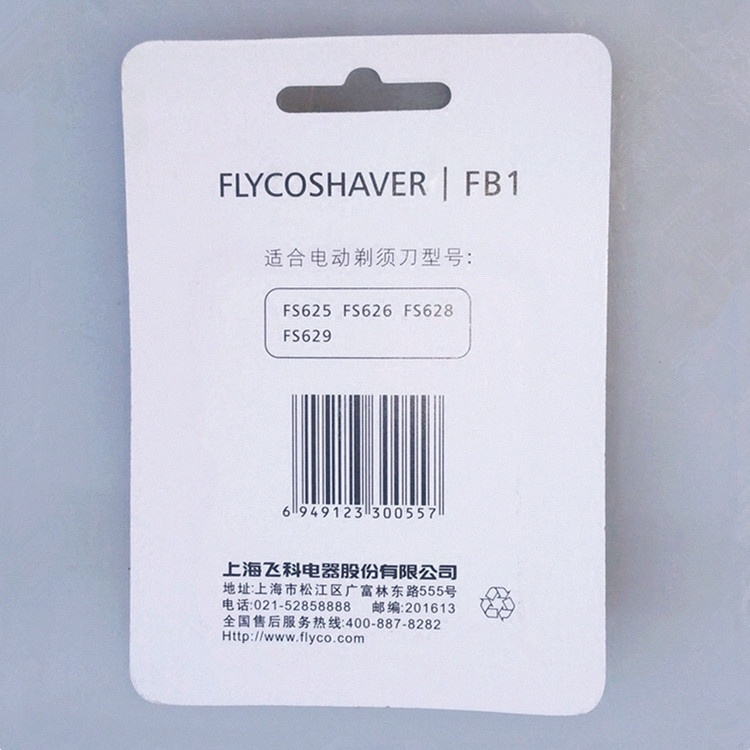 FLYCOSHAVER | FB1
适合电动剃须刀型号:
FS625 FS626 FS628
FS629
6 949123 300557
上海飞科电器股份有限公司
地址:上海市松江区广富林东路555号
电话:021-52858888 邮编:201613
全国售后服务热线:400-887-8282
Http://www.flyco.com